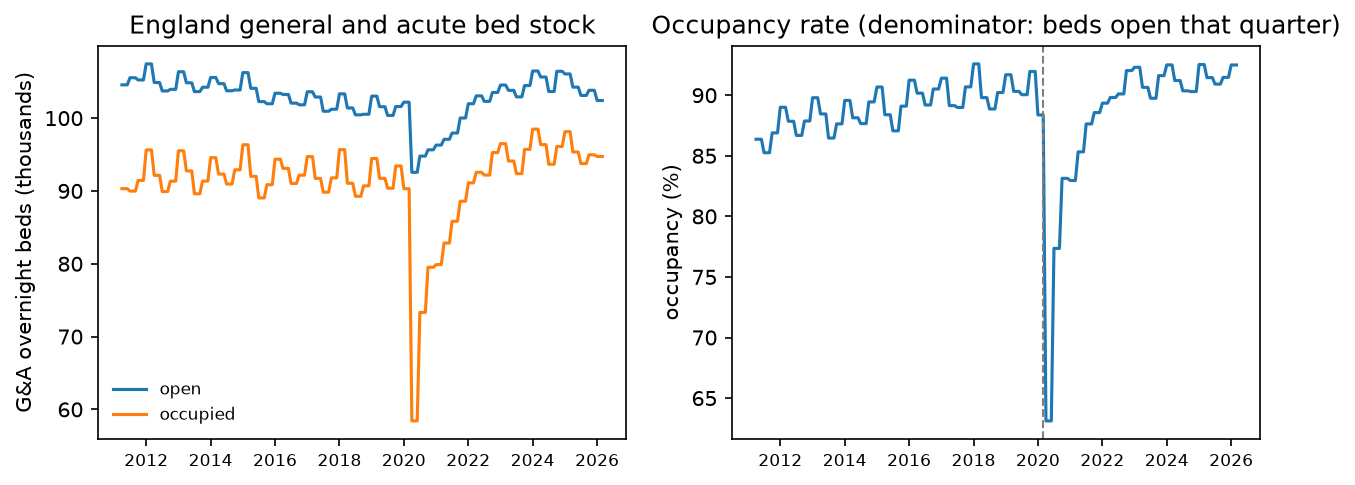 England general and acute bed stock
G&A overnight beds (thousands)
100
90
80
70
60
open
occupied
2012 2014 2016 2018 2020 2022 2024 2026
Occupancy rate (denominator: beds open that quarter)
occupancy (%)
90
85
80
75
70
65
2012 2014 2016 2018 2020 2022 2024 2026